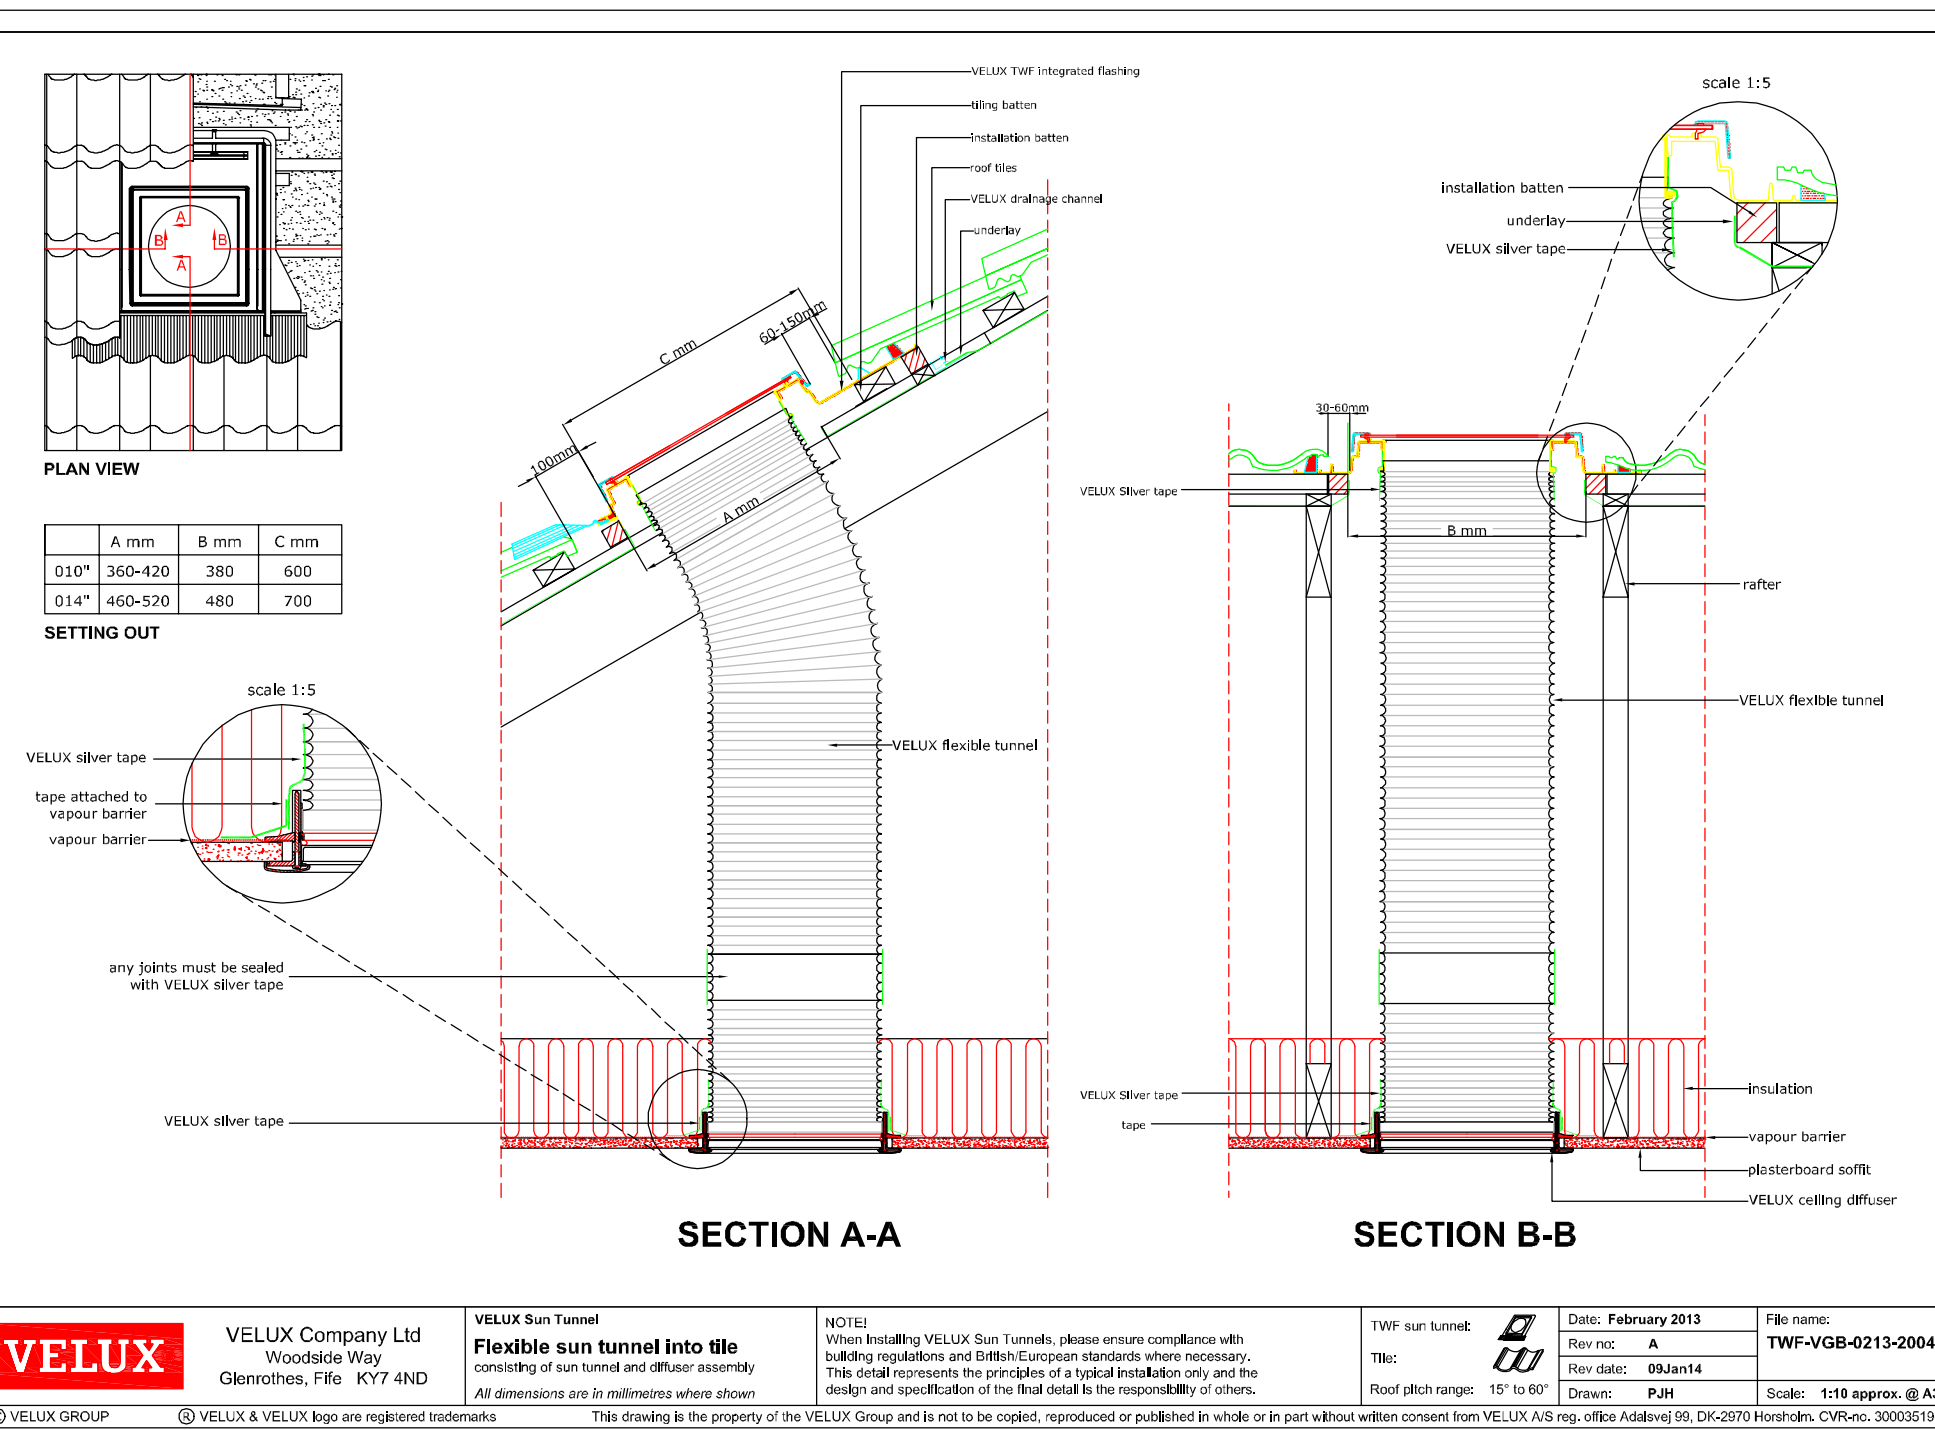 VELUX TWF integrated flashing
tiling batten
installation batten
roof tiles
VELUX drainage channel
underlay
C mm
60-150mm
100mm
A mm
A
B
B
A
PLAN VIEW
A mm B mm C mm
010" 360-420 380 600
014" 460-520 480 700
SETTING OUT
scale 1:5
VELUX silver tape
tape attached to
vapour barrier
vapour barrier
any joints must be sealed
with VELUX silver tape
VELUX silver tape
VELUX flexible tunnel
SECTION A-A
scale 1:5
installation batten
underlay
VELUX silver tape
30-60mm
VELUX Silver tape
B mm
rafter
VELUX flexible tunnel
VELUX Silver tape
tape
insulation
vapour barrier
plasterboard soffit
VELUX ceiling diffuser
SECTION B-B
VELUX
VELUX Company Ltd
Woodside Way
Glenrothes, Fife KY7 4ND
VELUX Sun Tunnel
Flexible sun tunnel into tile
consisting of sun tunnel and diffuser assembly
All dimensions are in millimetres where shown
NOTE!
When installing VELUX Sun Tunnels, please ensure compliance with
building regulations and British/European standards where necessary.
This detail represents the principles of a typical installation only and the
design and specification of the final detail is the responsibility of others.
TWF sun tunnel:
Tile:
Roof pitch range: 15° to 60°
Date: February 2013
Rev no: A
Rev date: 09Jan14
Drawn: PJH
File name:
TWF-VGB-0213-2004
Scale: 1:10 approx. @ A3
© VELUX GROUP
® VELUX & VELUX logo are registered trademarks
This drawing is the property of the VELUX Group and is not to be copied, reproduced or published in whole or in part without written consent from VELUX A/S reg. office Adalsvej 99, DK-2970 Horsholm. CVR-no. 30003519